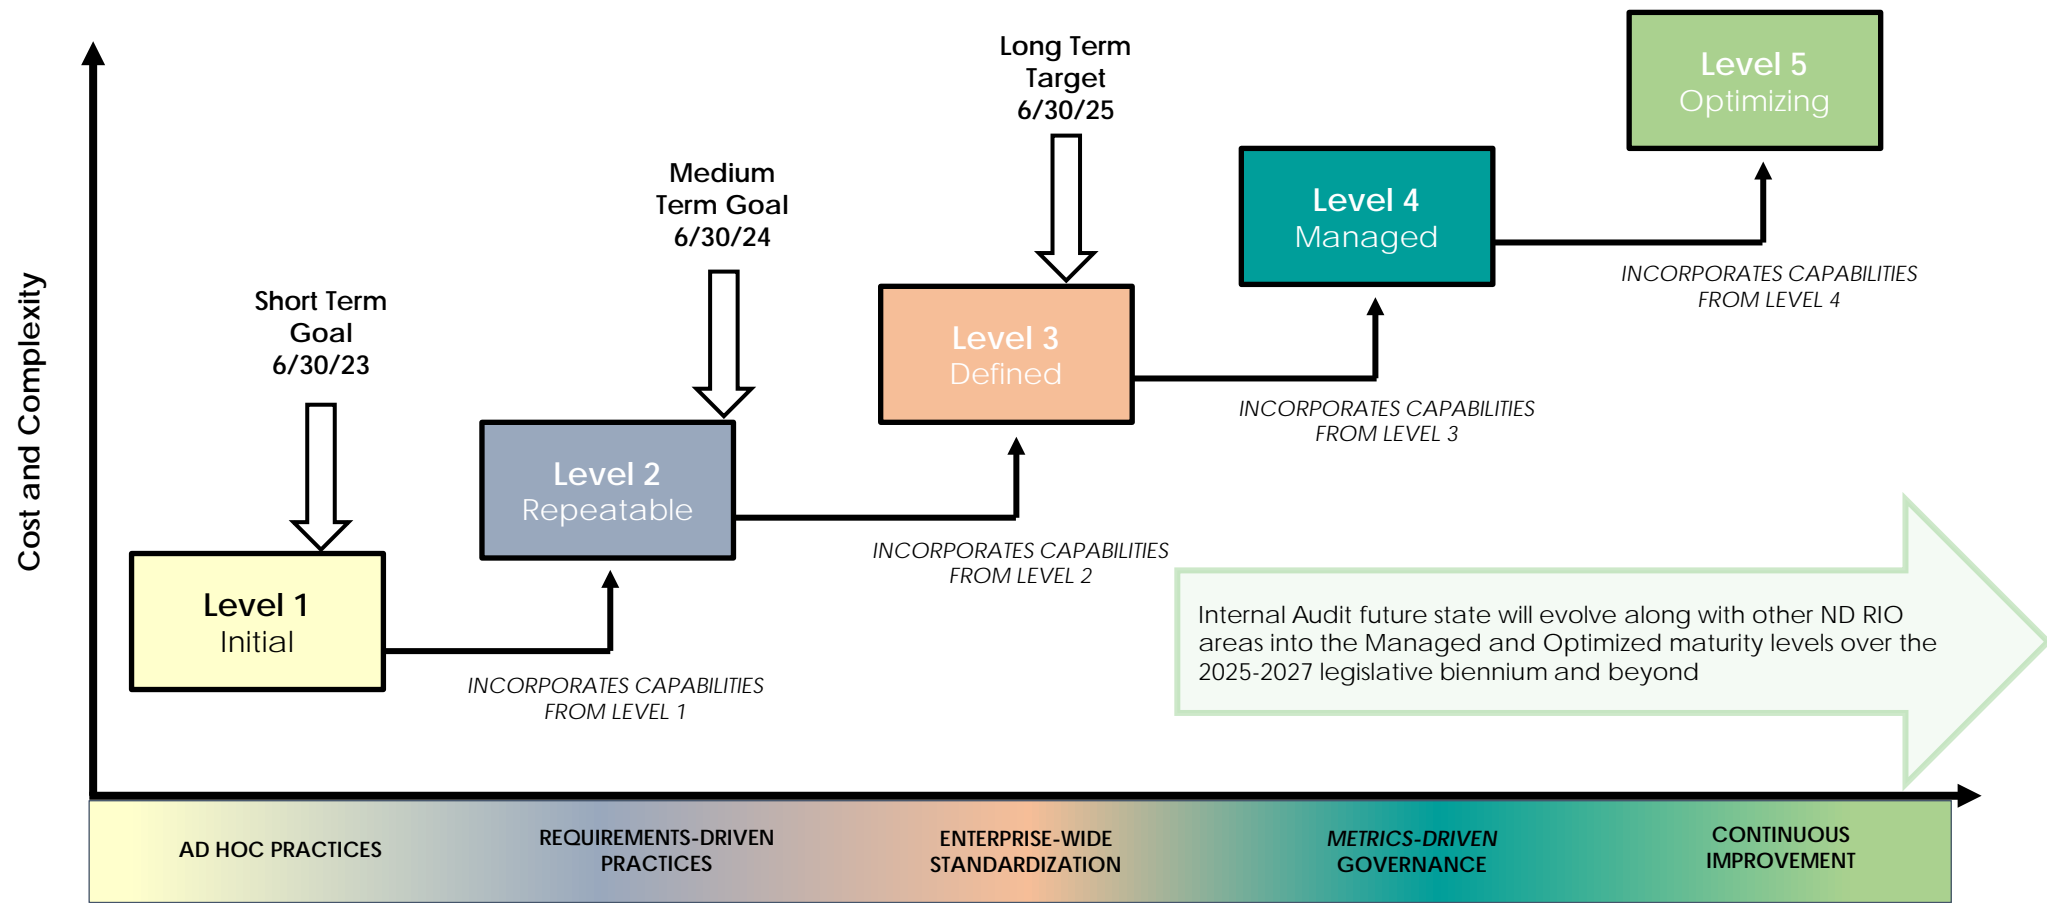 Cost and Complexity
Short Term
Goal
6/30/23
Level 1
Initial
INCORPORATES CAPABILITIES
FROM LEVEL 1
Medium
Term Goal
6/30/24
Level 2
Repeatable
INCORPORATES CAPABILITIES
FROM LEVEL 2
Long Term
Target
6/30/25
Level 3
Defined
INCORPORATES CAPABILITIES
FROM LEVEL 3
Level 4
Managed
INCORPORATES CAPABILITIES
FROM LEVEL 4
Level 5
Optimizing
Internal Audit future state will evolve along with other ND RIO
areas into the Managed and Optimized maturity levels over the
2025-2027 legislative biennium and beyond
AD HOC PRACTICES
REQUIREMENTS-DRIVEN
PRACTICES
ENTERPRISE-WIDE
STANDARDIZATION
METRICS-DRIVEN
GOVERNANCE
CONTINUOUS
IMPROVEMENT